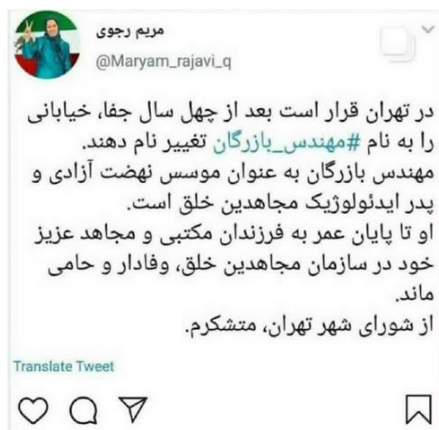 مریم رجوی
@Maryam_rajavi_q
در تهران قرار است بعد از چهل سال جفا، خیابانی
را به نام #مهندس_بازرگان تغییر نام دهند.
مهندس بازرگان به عنوان موسس نهضت آزادی و
پدر ایدئولوژیک مجاهدین خلق است.
او تا پایان عمر به فرزندان مکتبی و مجاهد عزیز
خود در سازمان مجاهدین خلق، وفادار و حامی
ماند.
از شورای شهر تهران، متشکرم.
Translate Tweet